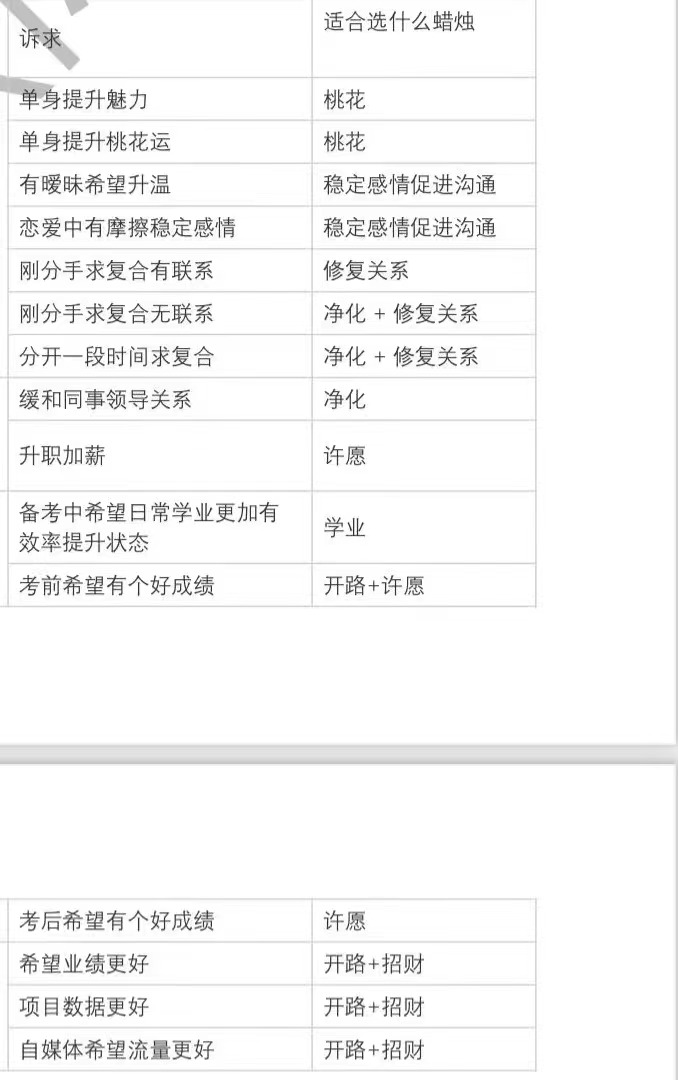 诉求
适合选什么蜡烛
单身提升魅力
桃花
单身提升桃花运
桃花
有暧昧希望升温
稳定感情促进沟通
恋爱中有摩擦稳定感情
稳定感情促进沟通
刚分手求复合有联系
修复关系
刚分手求复合无联系
净化 + 修复关系
分开一段时间求复合
净化 + 修复关系
缓和同事领导关系
净化
升职加薪
许愿
备考中希望日常学业更加有
效率提升状态
学业
考前希望有个好成绩
开路+许愿
考后希望有个好成绩
许愿
希望业绩更好
开路+招财
项目数据更好
开路+招财
自媒体希望流量更好
开路+招财